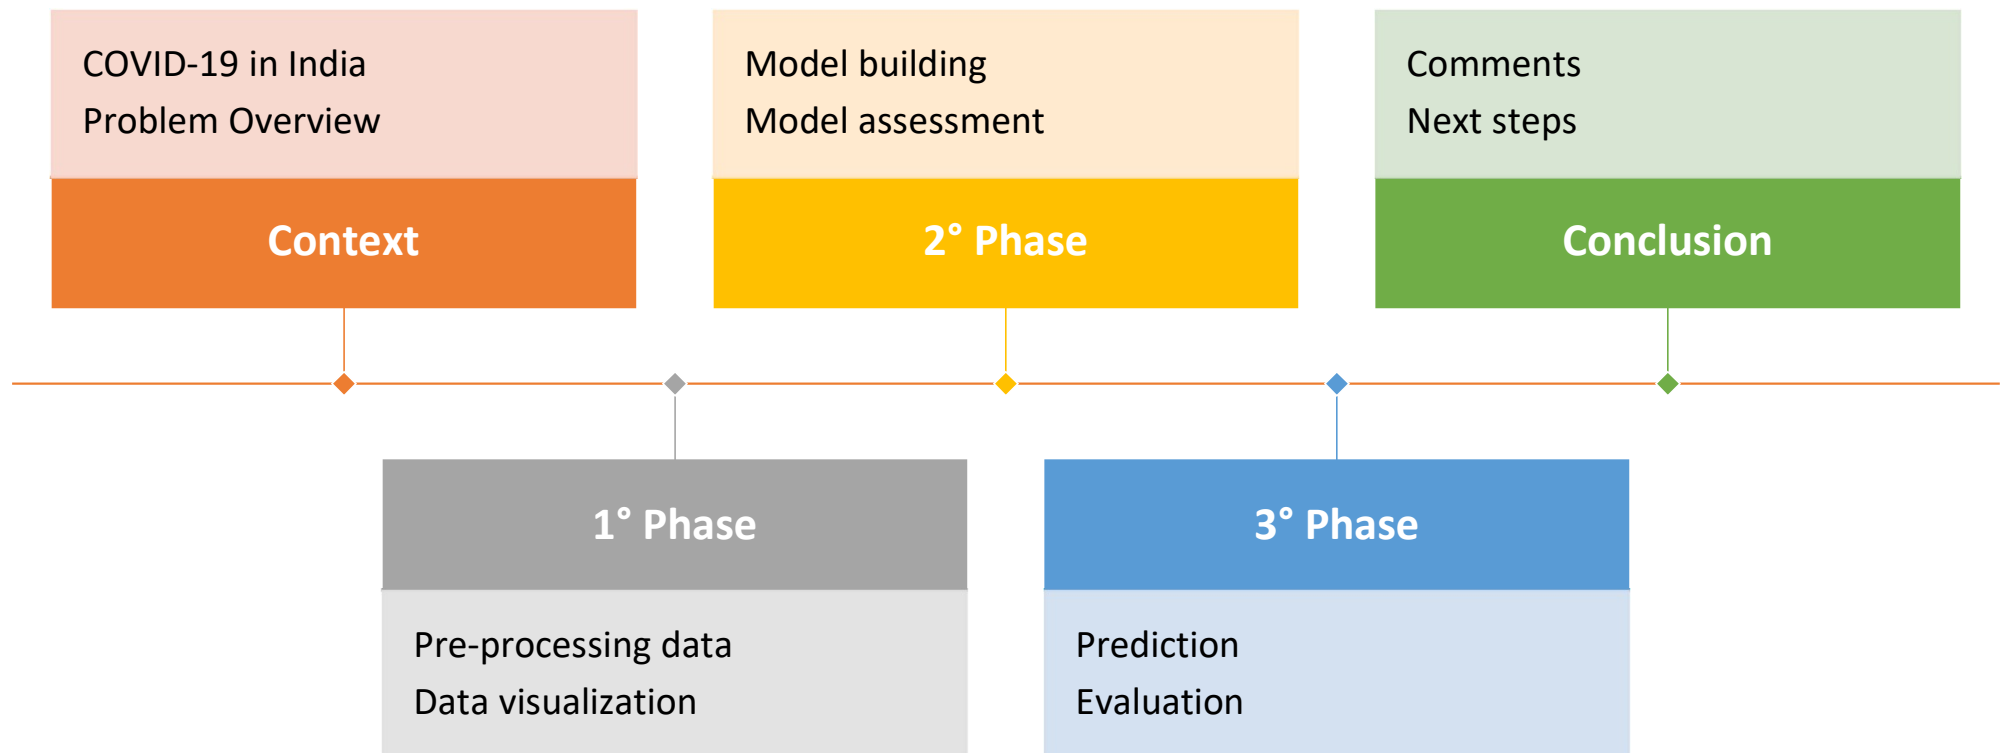 COVID-19 in India
Problem Overview
Context
Pre-processing data
Data visualization
1° Phase
Model building
Model assessment
2° Phase
Prediction
Evaluation
3° Phase
Comments
Next steps
Conclusion